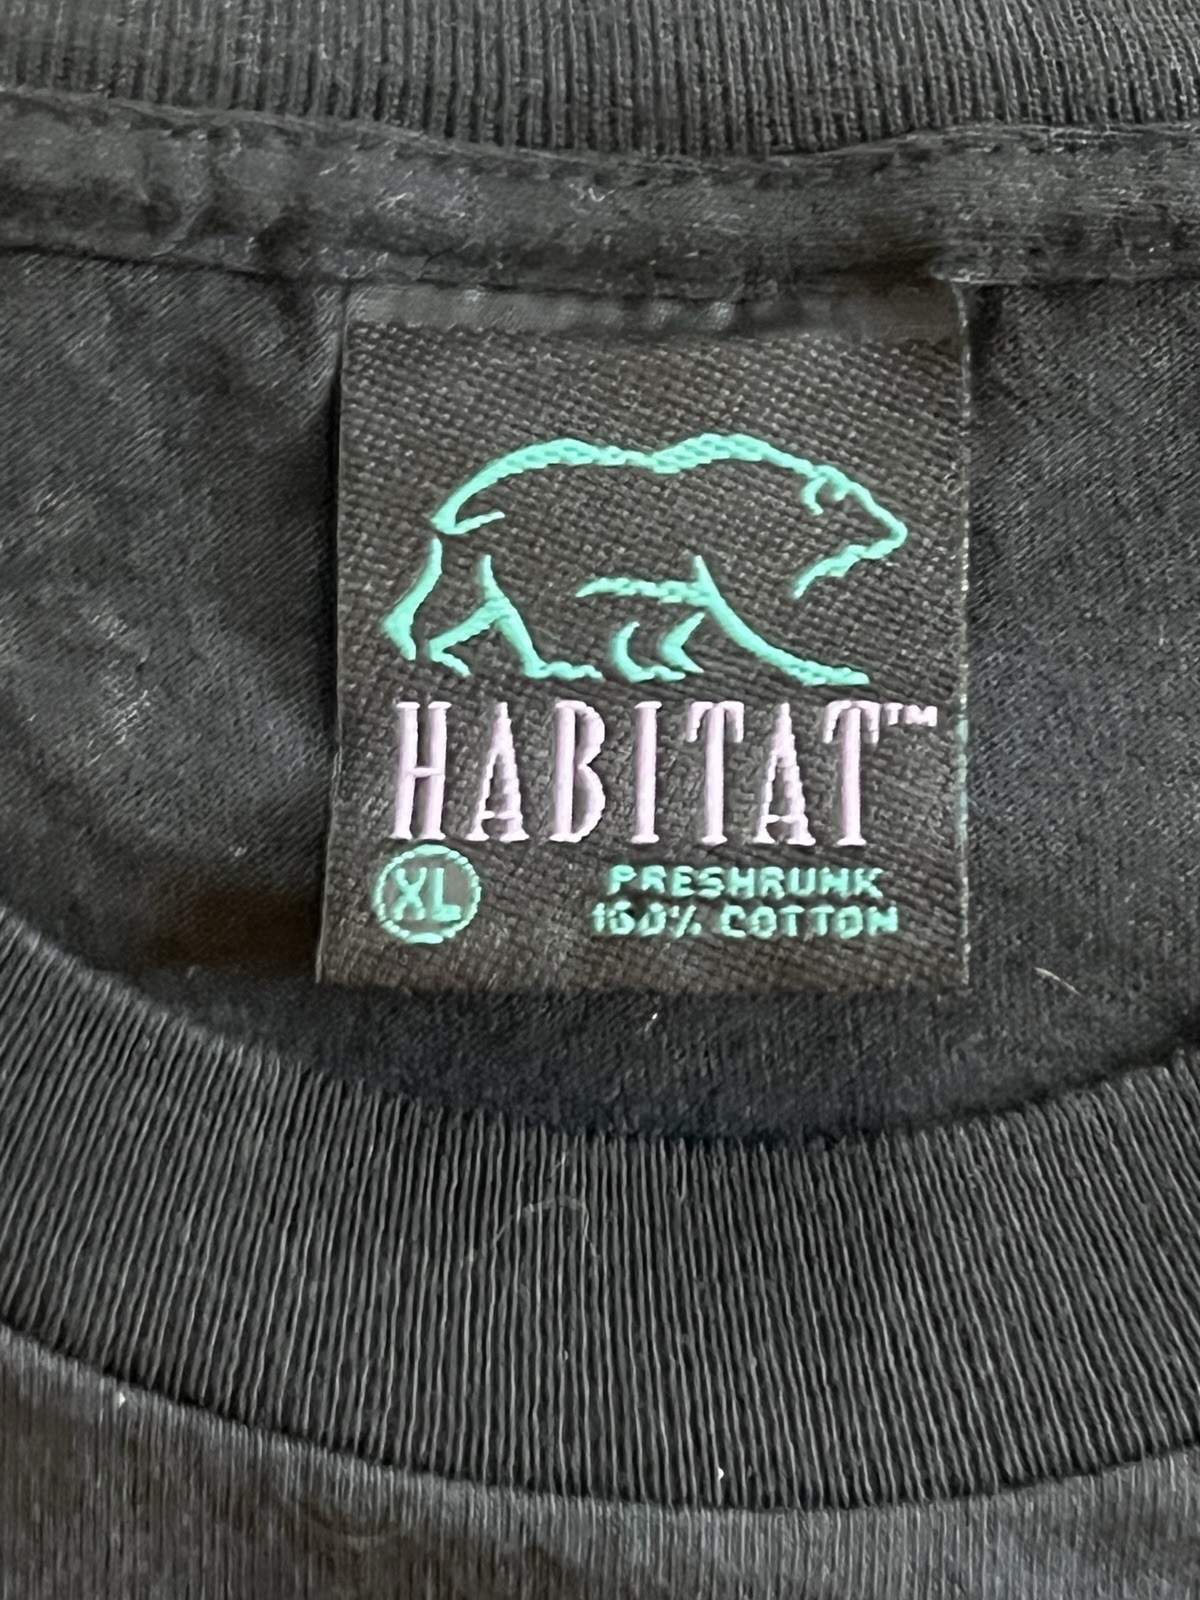 HABITAT™
XL
PRESHRUNK
100% COTTON